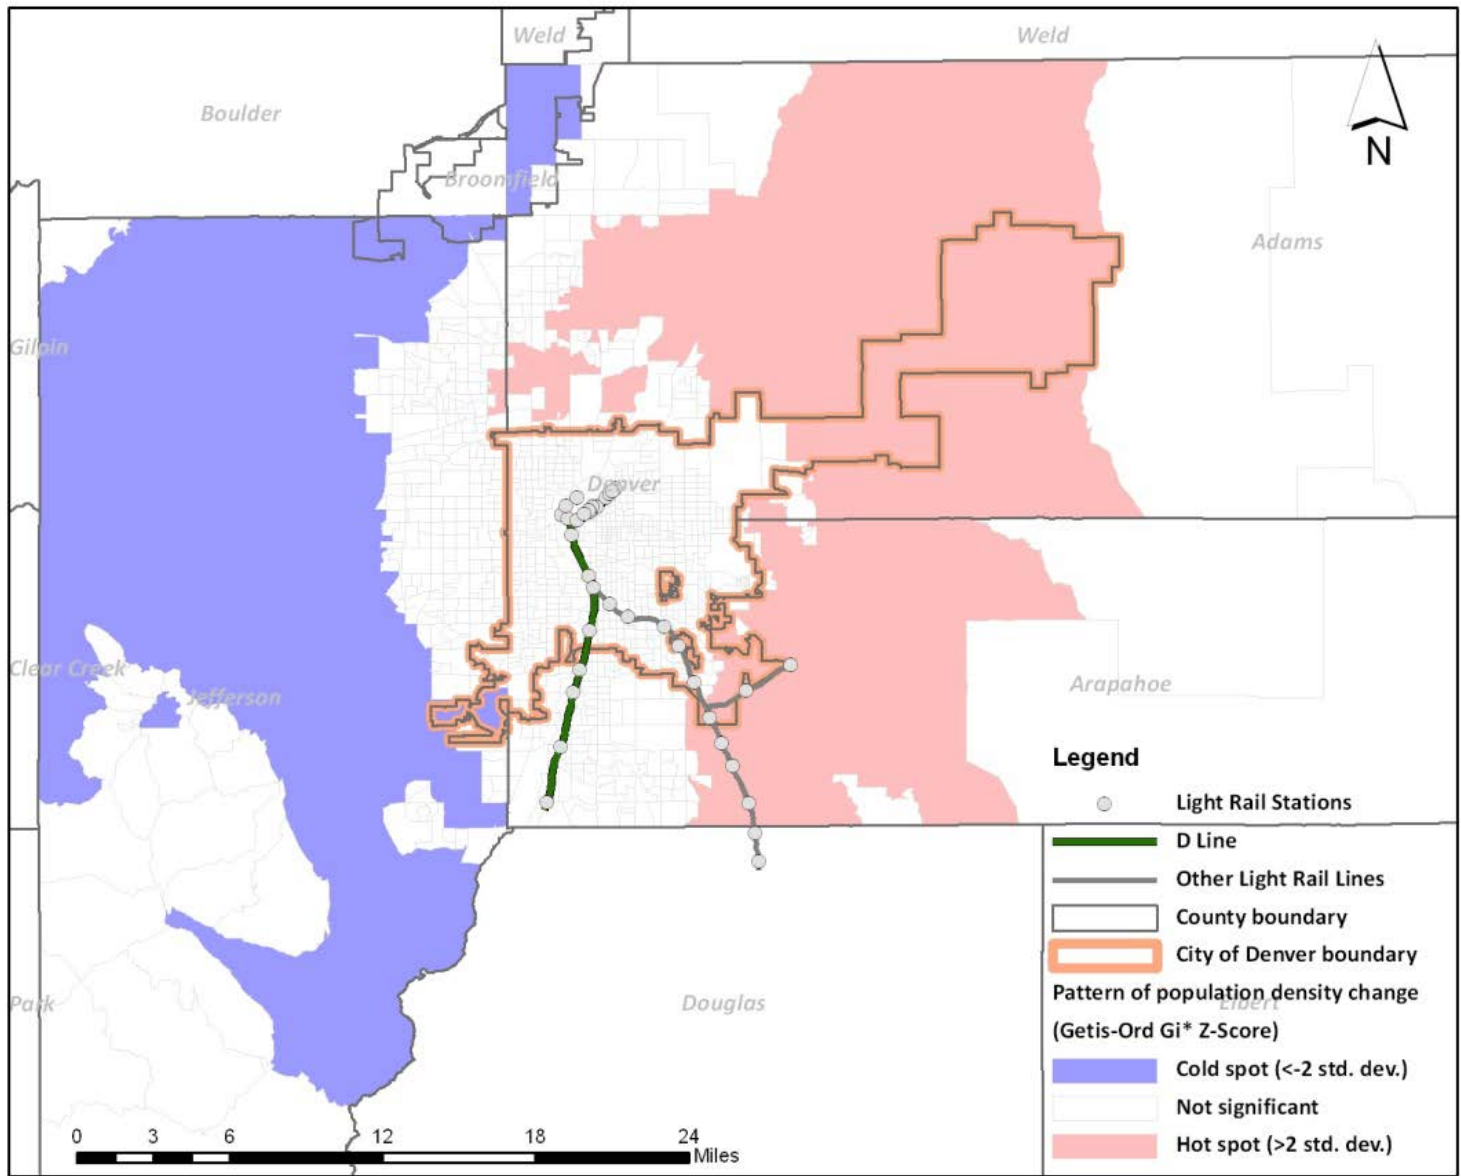 Weld
Weld
Boulder
N
Broomfield
Adams
Gilpin
Denver
Clear Creek
Jefferson
Arapahoe
Legend
Light Rail Stations
D Line
Other Light Rail Lines
County boundary
City of Denver boundary
Park
Douglas
Elbert
Pattern of population density change
(Getis-Ord Gi* Z-Score)
Cold spot (<-2 std. dev.)
Not significant
Hot spot (>2 std. dev.)
0 3 6 12 18 24
Miles